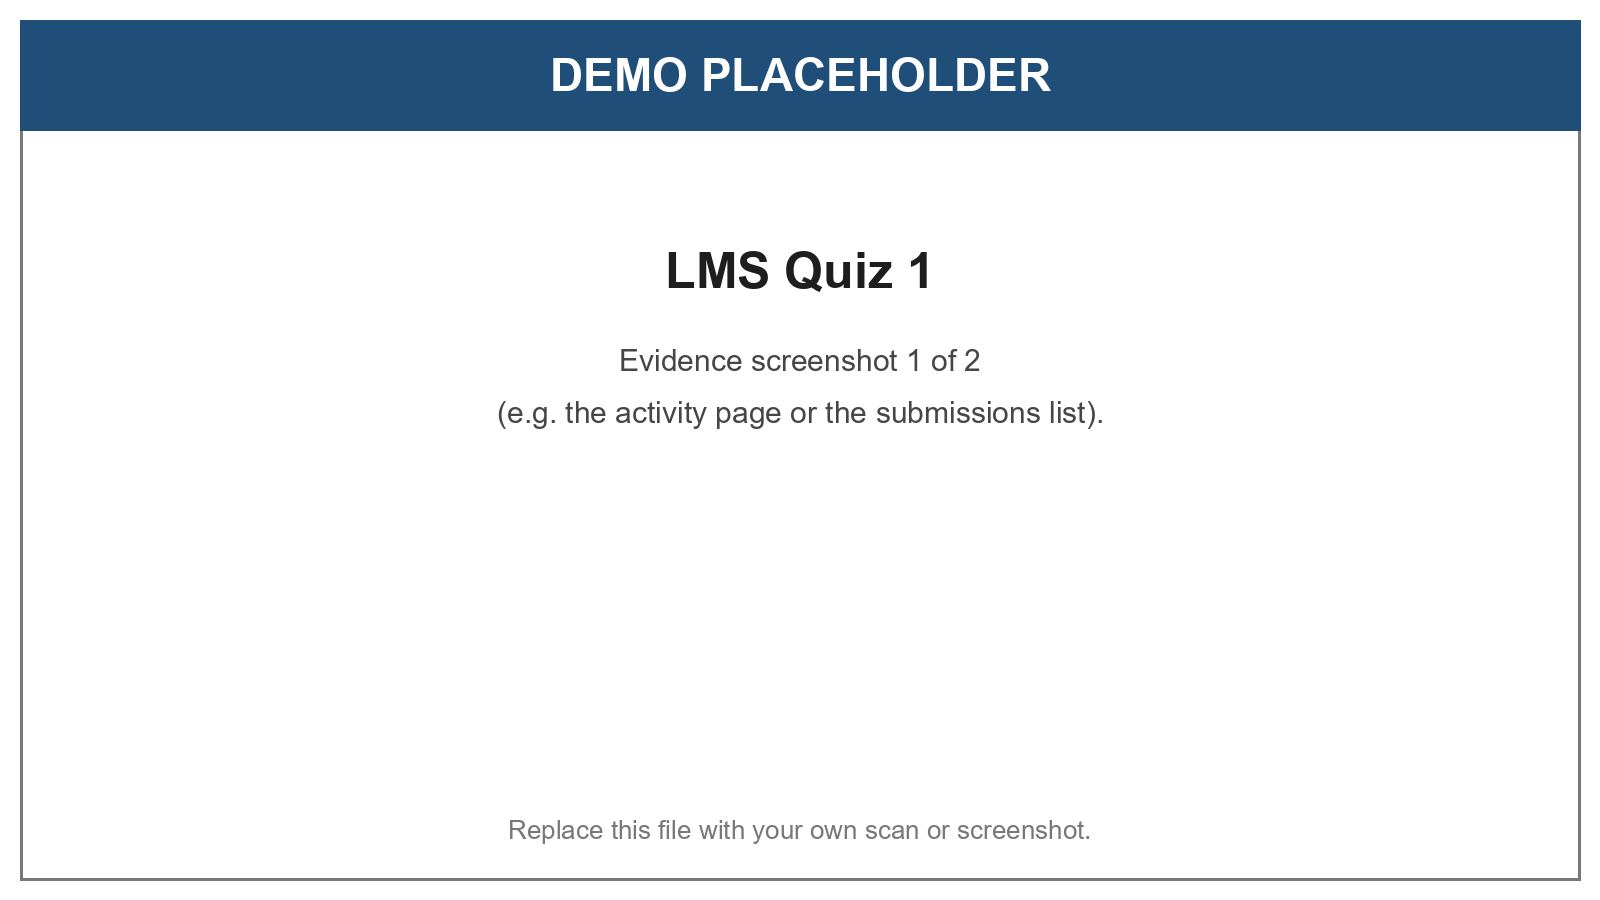 DEMO PLACEHOLDER
LMS Quiz 1
Evidence screenshot 1 of 2
(e.g. the activity page or the submissions list).
Replace this file with your own scan or screenshot.